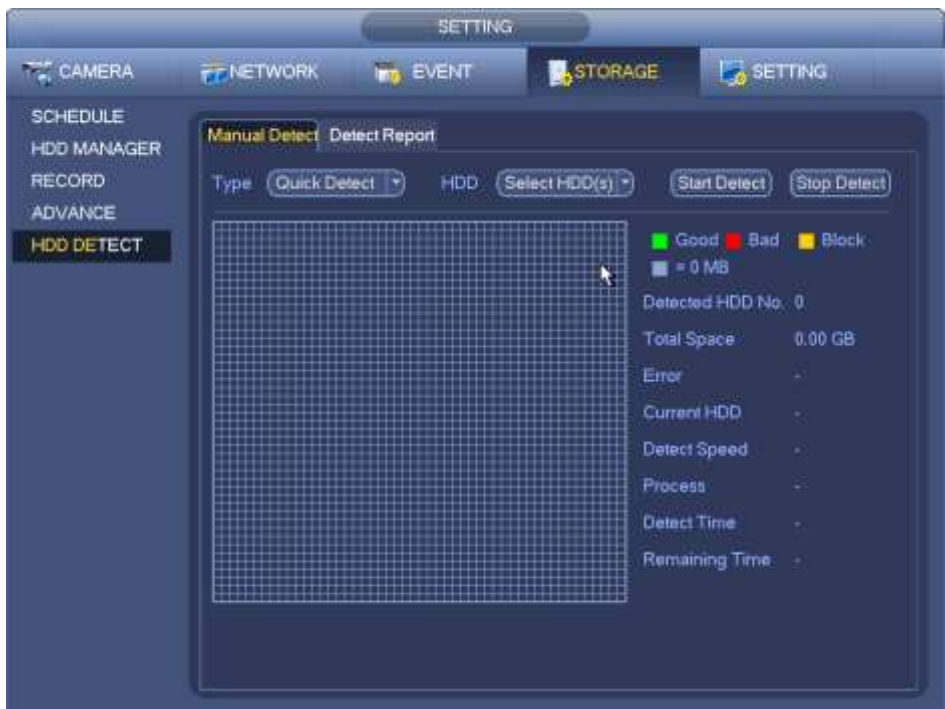 SETTING
CAMERA NETWORK EVENT STORAGE SETTING
SCHEDULE
HDD MANAGER
RECORD
ADVANCE
HDD DETECT
Manual Detect Detect Report
Type Quick Detect HDD Select HDD(s) Start Detect Stop Detect
Good Bad Block
= 0 MB
Detected HDD No. 0
Total Space 0.00 GB
Error -
Current HDD -
Detect Speed -
Process -
Detect Time -
Remaining Time -